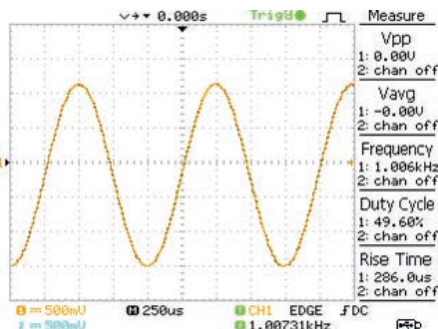 0.000s Trig'd Measure
Vpp
1: 0.00V
2: chan off
Vavg
1: -0.00V
2: chan off
Frequency
1: 1.006kHz
2: chan off
Duty Cycle
1: 49.60%
2: chan off
Rise Time
1: 286.0us
2: chan off
1 500mV M 250us CH1 EDGE DC
2 500mV 1.00731kHz